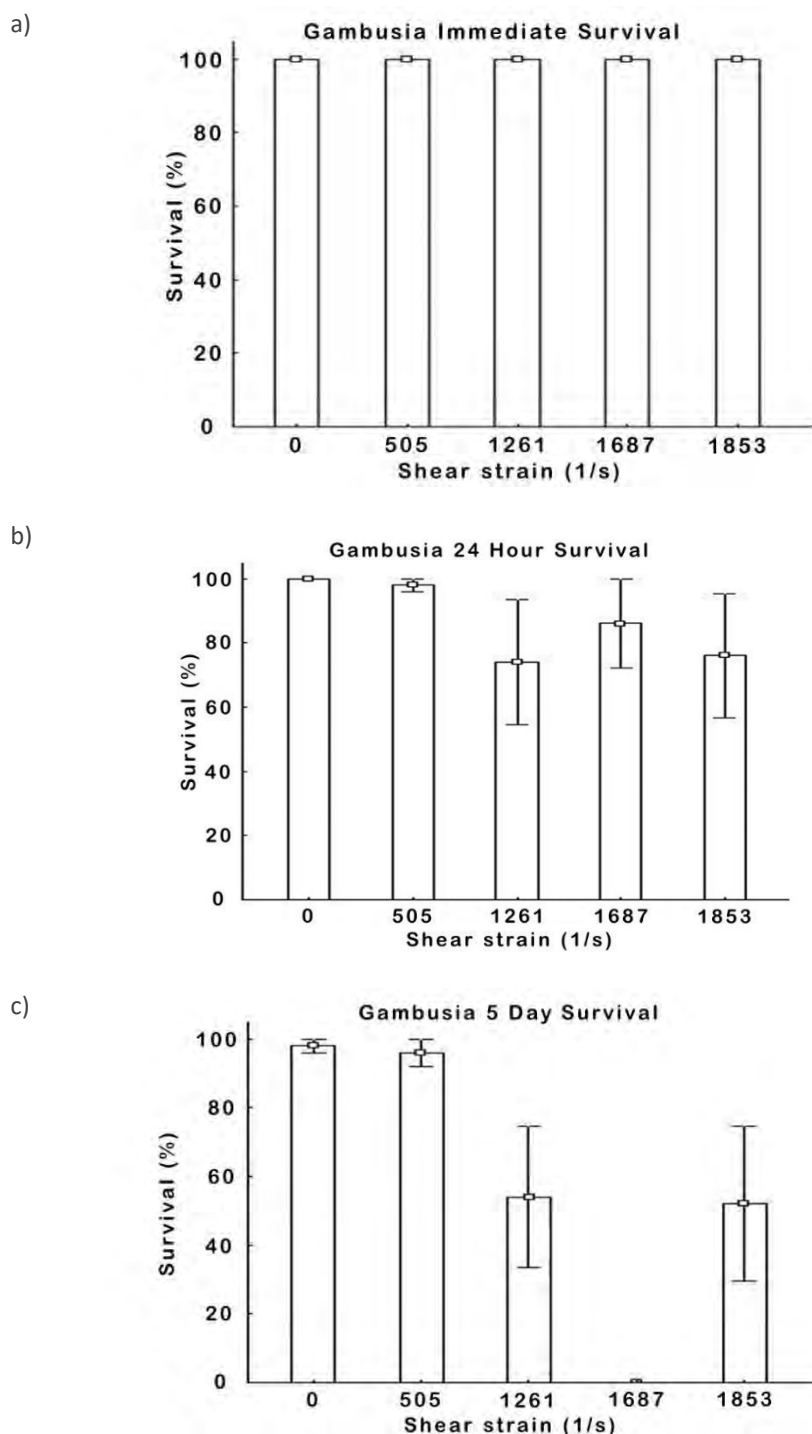 a)
Gambusia Immediate Survival
100
80
60
40
20
0
Survival (%)
0 505 1261 1687 1853
Shear strain (1/s)
b)
Gambusia 24 Hour Survival
100
80
60
40
20
0
Survival (%)
0 505 1261 1687 1853
Shear strain (1/s)
c)
Gambusia 5 Day Survival
100
80
60
40
20
0
Survival (%)
0 505 1261 1687 1853
Shear strain (1/s)